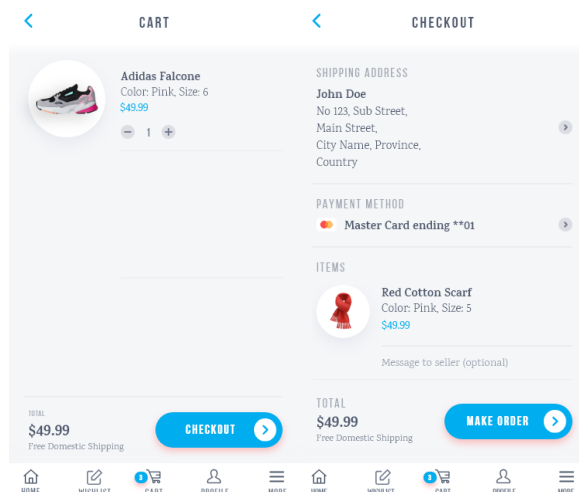 CART
Adidas Falcone
Color: Pink, Size: 6
$49.99
1
TOTAL
$49.99
Free Domestic Shipping
CHECKOUT
HOME
WISHLIST
3
CART
PROFILE
MORE
CHECKOUT
SHIPPING ADDRESS
John Doe
No 123, Sub Street,
Main Street,
City Name, Province,
Country
PAYMENT METHOD
Master Card ending **01
ITEMS
Red Cotton Scarf
Color: Pink, Size: 5
$49.99
Message to seller (optional)
TOTAL
$49.99
Free Domestic Shipping
MAKE ORDER
HOME
WISHLIST
3
CART
PROFILE
MORE